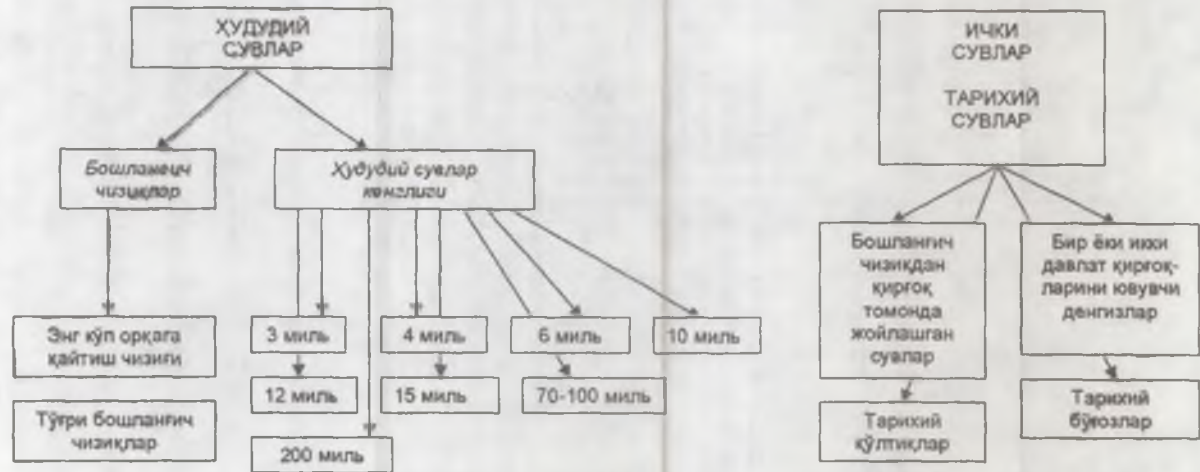 ҲУДУДИЙ
СУВЛАР
Бошланғич
чизиқлар
Ҳудудий сувлар
кенглиги
Энг кўп орқага
қайтиш чизиғи
Тўғри бошланғич
чизиқлар
3 миль
4 миль
6 миль
10 миль
12 миль
15 миль
70-100 миль
200 миль
ИЧКИ
СУВЛАР
ТАРИХИЙ
СУВЛАР
Бошланғич
чизиқдан
қирғоқ
томонда
жойлашган
сувлар
Бир ёки икки
давлат қирғоқ-
ларини ювувчи
денгизлар
Тарихий
қўлтиқлар
Тарихий
бўғозлар